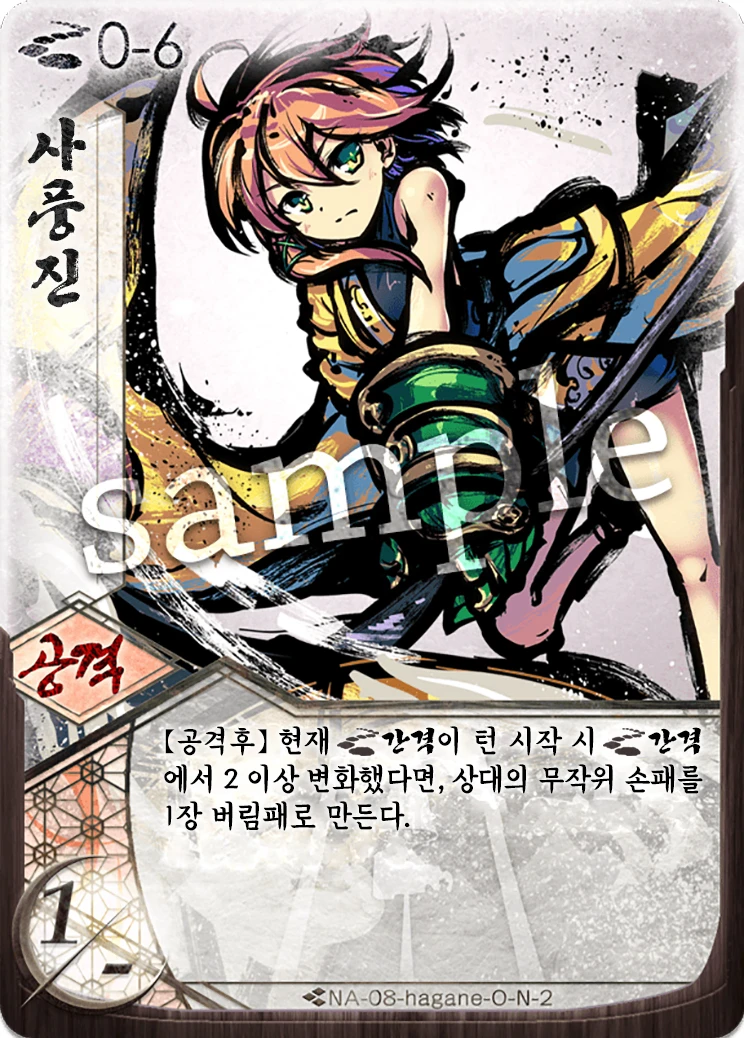 0-6
사풍진
sample
공격
【공격후】 현재 간격이 턴 시작 시 간격
에서 2 이상 변화했다면, 상대의 무작위 손패를
1장 버림패로 만든다.
1/-
NA-08-hagane-O-N-2